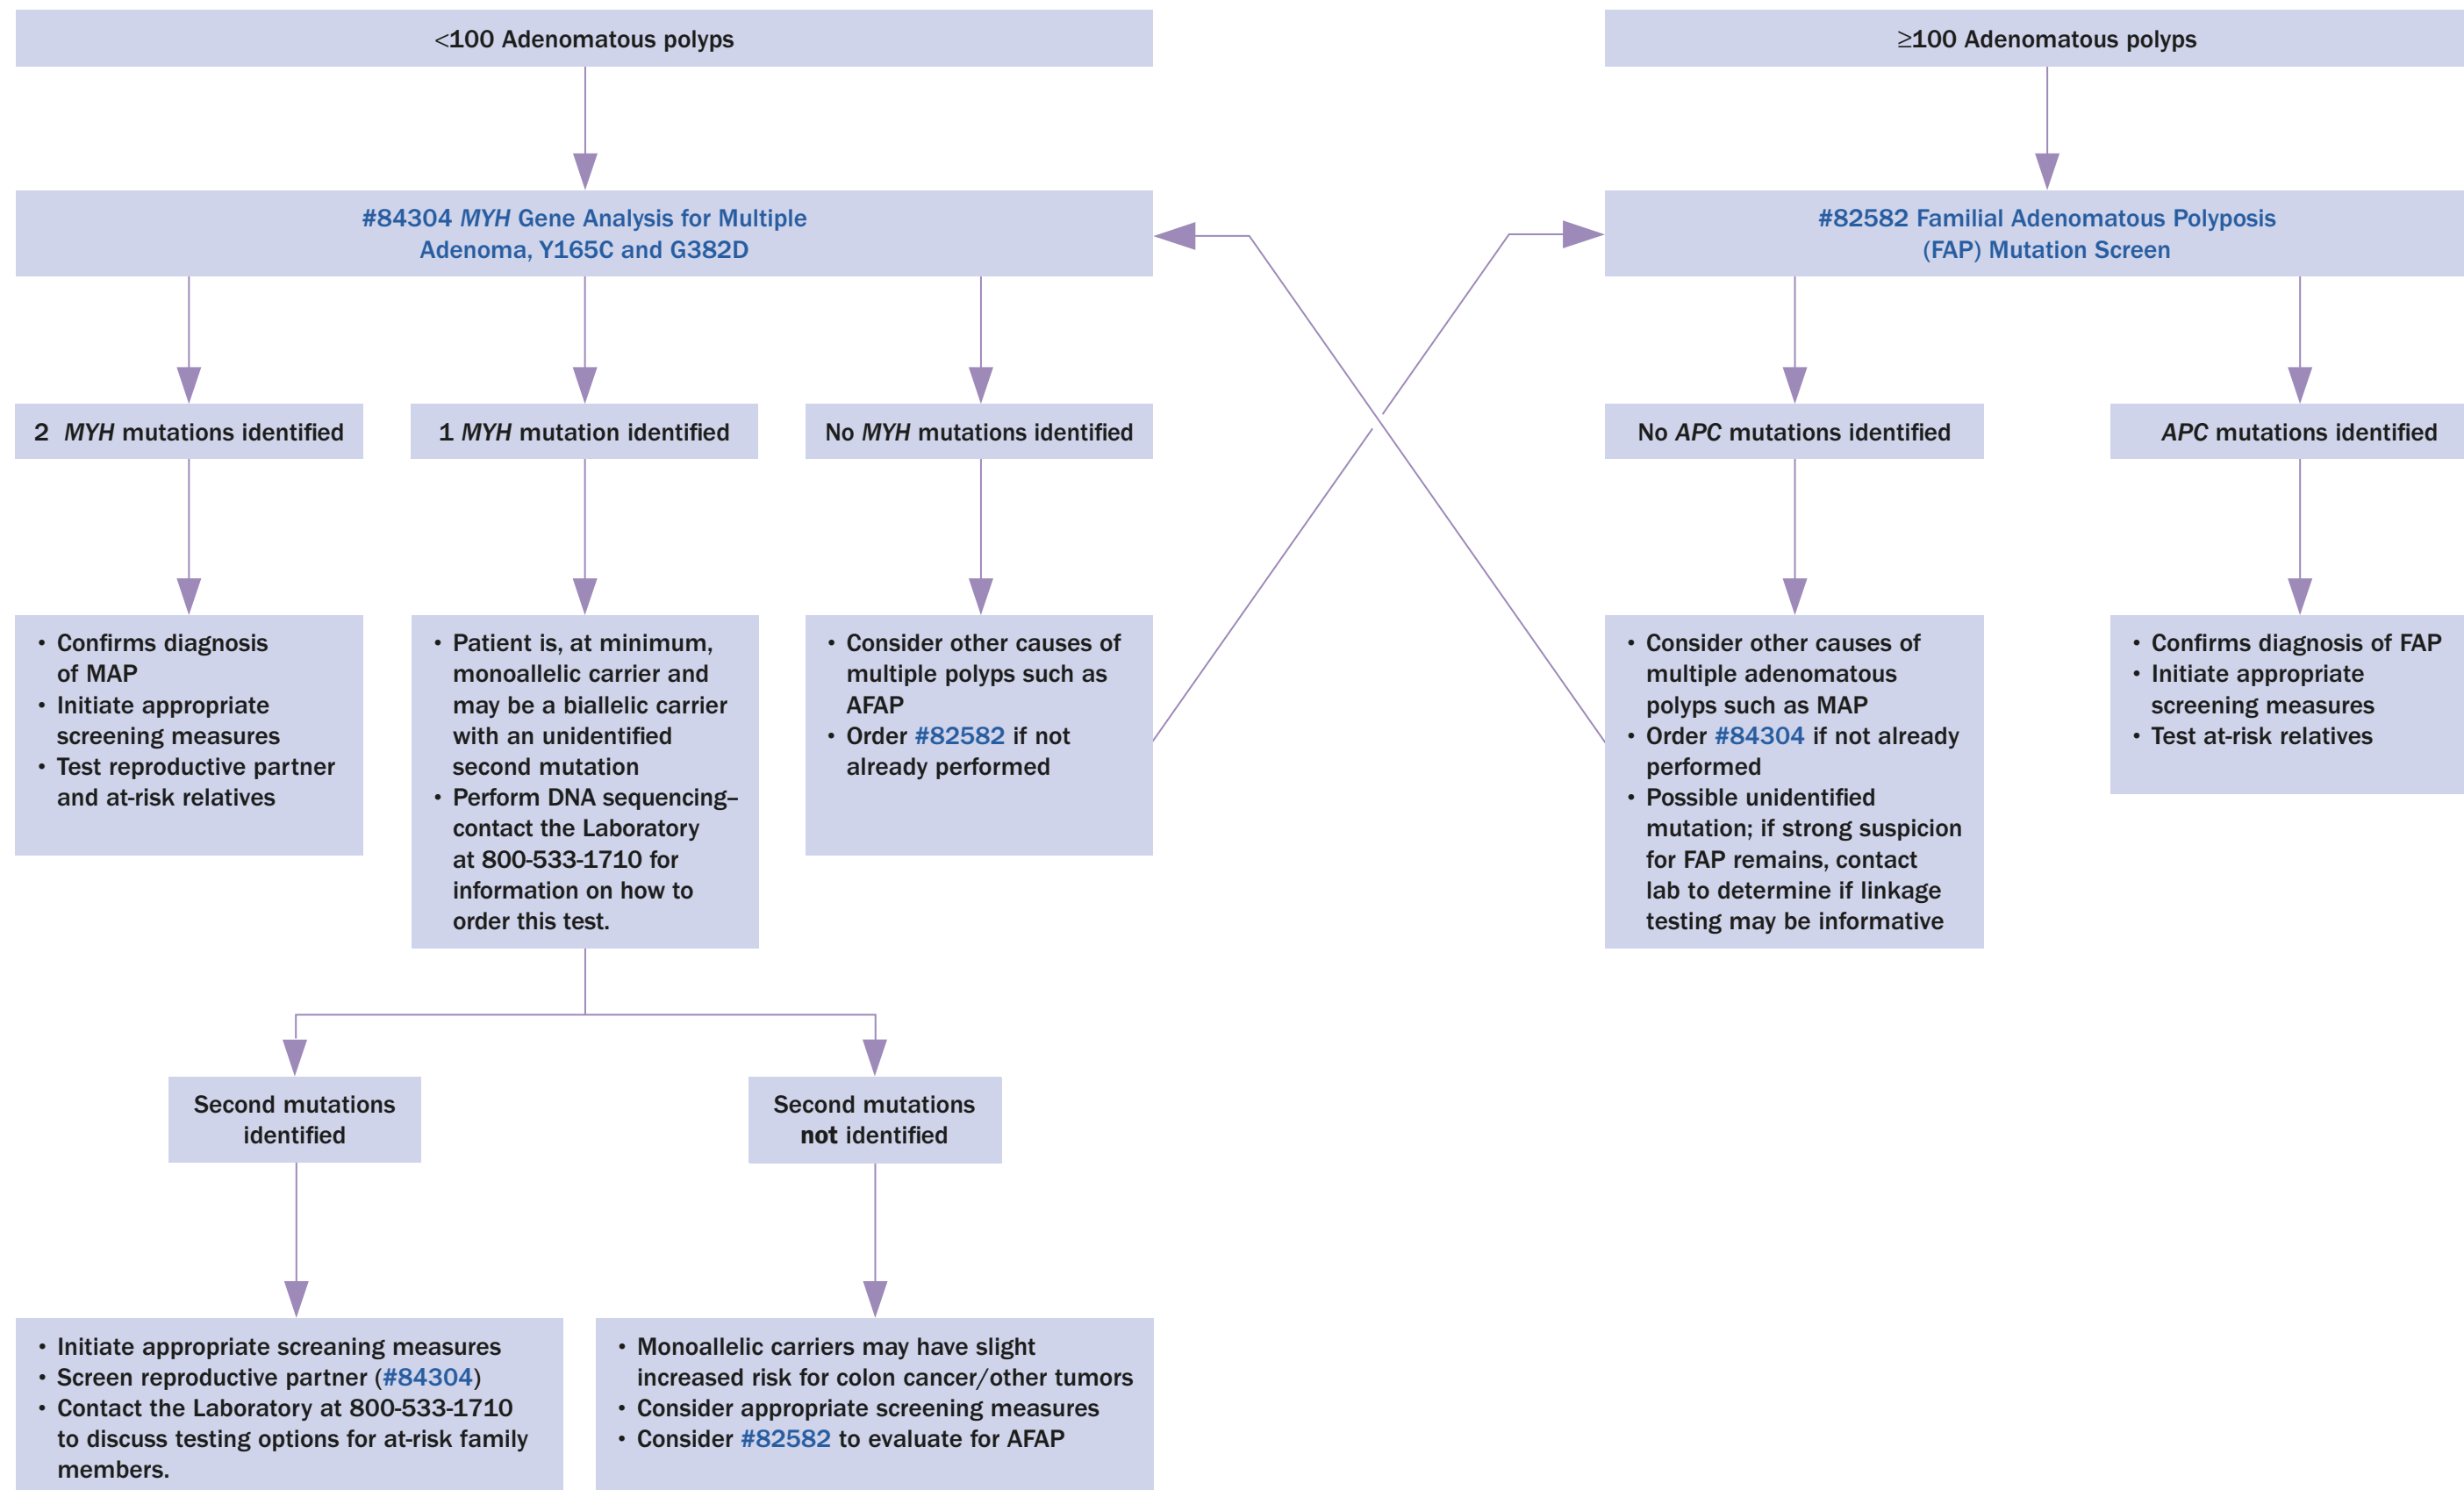 <100 Adenomatous polyps
≥100 Adenomatous polyps
#84304 MYH Gene Analysis for Multiple
Adenoma, Y165C and G382D
#82582 Familial Adenomatous Polyposis
(FAP) Mutation Screen
2 MYH mutations identified
1 MYH mutation identified
No MYH mutations identified
No APC mutations identified
APC mutations identified
• Confirms diagnosis
of MAP
• Initiate appropriate
screening measures
• Test reproductive partner
and at-risk relatives
• Patient is, at minimum,
monoallelic carrier and
may be a biallelic carrier
with an unidentified
second mutation
• Perform DNA sequencing–
contact the Laboratory
at 800-533-1710 for
information on how to
order this test.
• Consider other causes of
multiple polyps such as
AFAP
• Order #82582 if not
already performed
• Consider other causes of
multiple adenomatous
polyps such as MAP
• Order #84304 if not already
performed
• Possible unidentified
mutation; if strong suspicion
for FAP remains, contact
lab to determine if linkage
testing may be informative
• Confirms diagnosis of FAP
• Initiate appropriate
screening measures
• Test at-risk relatives
Second mutations
identified
Second mutations
not identified
• Initiate appropriate screaning measures
• Screen reproductive partner (#84304)
• Contact the Laboratory at 800-533-1710
to discuss testing options for at-risk family
members.
• Monoallelic carriers may have slight
increased risk for colon cancer/other tumors
• Consider appropriate screening measures
• Consider #82582 to evaluate for AFAP